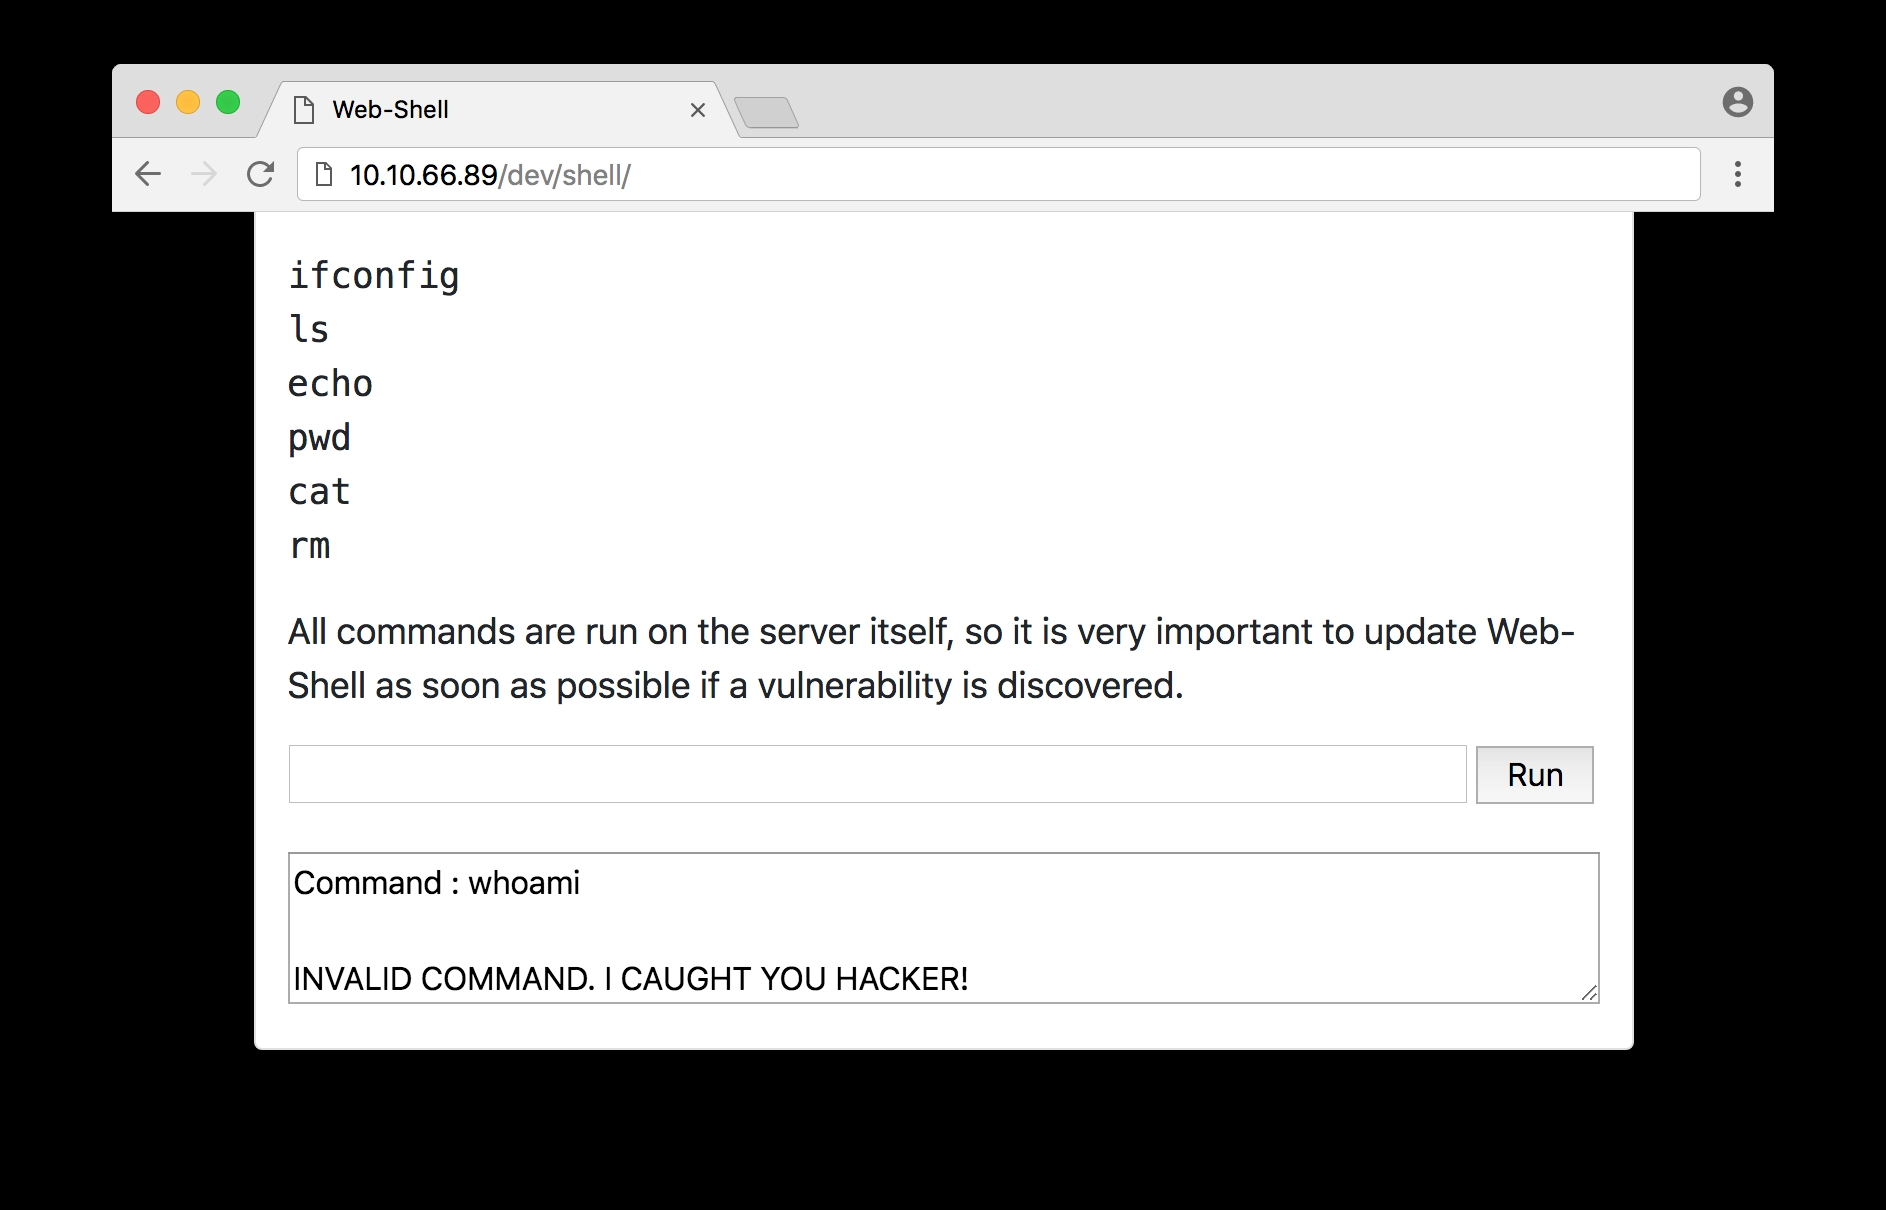 Web-Shell
10.10.66.89/dev/shell/
ifconfig
ls
echo
pwd
cat
rm
All commands are run on the server itself, so it is very important to update Web-
Shell as soon as possible if a vulnerability is discovered.
Run
Command : whoami
INVALID COMMAND. I CAUGHT YOU HACKER!